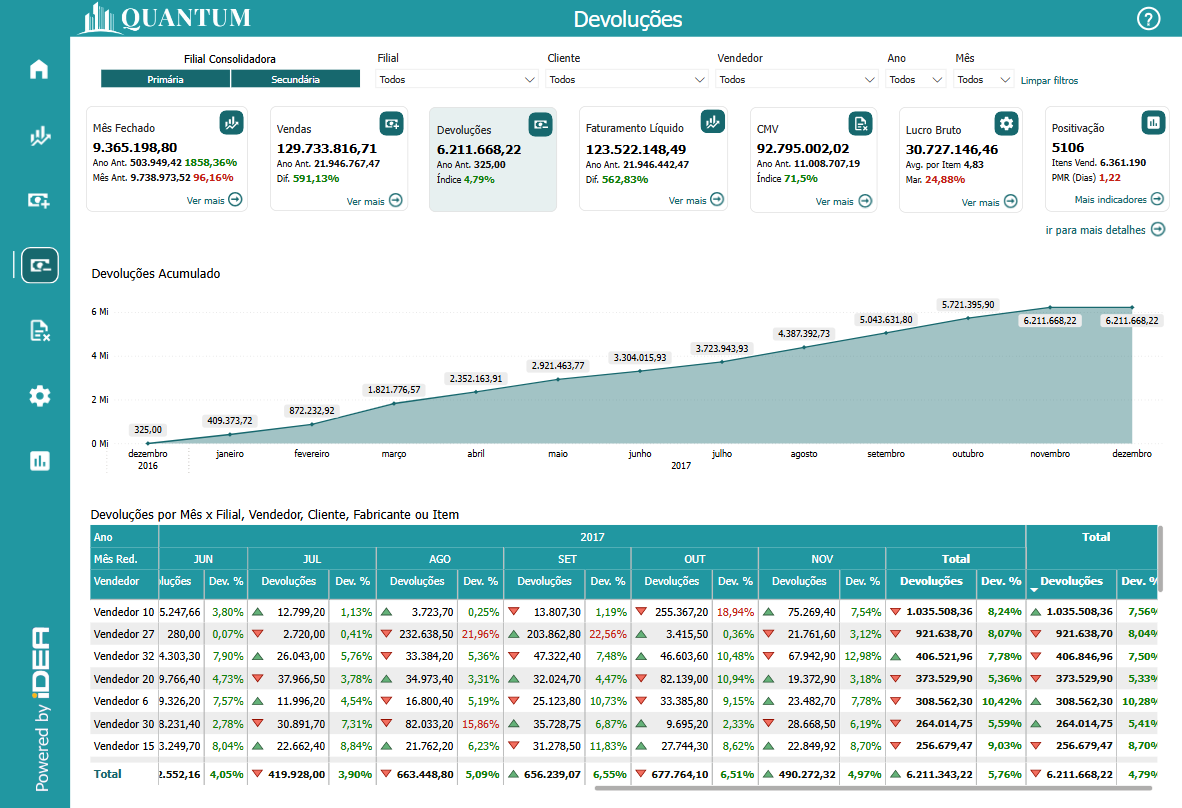 QUANTUM
Devoluções
?
Filial Consolidadora
Filial
Cliente
Vendedor
Ano
Mês
Primária
Secundária
Todos
Todos
Todos
Todos
Todos
Limpar filtros
Mês Fechado
9.365.198,80
Ano Ant. 503.949,42 1858,36%
Mês Ant. 9.738.973,52 96,16%
Ver mais
Vendas
129.733.816,71
Ano Ant. 21.946.767,47
Dif. 591,13%
Ver mais
Devoluções
6.211.668,22
Ano Ant. 325,00
Índice 4,79%
Faturamento Líquido
123.522.148,49
Ano Ant. 21.946.442,47
Dif. 562,83%
Ver mais
CMV
92.795.002,02
Ano Ant. 11.008.707,19
Índice 71,5%
Ver mais
Lucro Bruto
30.727.146,46
Avg. por Item 4,83
Mar. 24,88%
Ver mais
Positivação
5106
Itens Vend. 6.361.190
PMR (Dias) 1,22
Mais indicadores
ir para mais detalhes
Devoluções Acumulado
6 Mi
4 Mi
2 Mi
0 Mi
325,00
409.373,72
872.232,92
1.821.776,57
2.352.163,91
2.921.463,77
3.304.015,93
3.723.943,93
4.387.392,73
5.043.631,80
5.721.395,90
6.211.668,22
6.211.668,22
dezembro janeiro fevereiro março abril maio junho julho agosto setembro outubro novembro dezembro
2016 2017
Devoluções por Mês x Filial, Vendedor, Cliente, Fabricante ou Item
Ano 2017 Total
Mês Red. JUN JUL AGO SET OUT NOV Total
Vendedor luções Dev. % Devoluções Dev. % Devoluções Dev. % Devoluções Dev. % Devoluções Dev. % Devoluções Dev. % Devoluções Dev. % Devoluções Dev. %
Vendedor 10 5.247,66 3,80% 12.799,20 1,13% 3.723,70 0,25% 13.807,30 1,19% 255.367,20 18,94% 75.269,40 7,54% 1.035.508,36 8,24% 1.035.508,36 7,56%
Vendedor 27 280,00 0,07% 2.720,00 0,41% 232.638,50 21,96% 203.862,80 22,56% 3.415,50 0,36% 21.761,60 3,12% 921.638,70 8,07% 921.638,70 8,04%
Vendedor 32 4.303,30 7,90% 26.043,00 5,76% 33.384,20 5,36% 47.322,40 7,48% 46.603,60 10,48% 67.942,90 12,98% 406.521,96 7,78% 406.846,96 7,50%
Vendedor 20 9.766,40 4,73% 37.966,50 3,78% 34.973,40 3,31% 32.024,70 4,47% 82.139,00 10,94% 19.372,90 3,18% 373.529,90 5,36% 373.529,90 5,33%
Vendedor 6 9.326,20 7,57% 11.996,20 4,54% 16.800,40 5,19% 25.123,80 10,73% 33.385,80 9,15% 23.482,70 7,78% 308.562,30 10,42% 308.562,30 10,28%
Vendedor 30 8.231,40 2,78% 30.891,70 7,31% 82.033,20 15,86% 35.728,75 6,87% 9.695,20 2,33% 28.668,50 6,19% 264.014,75 5,59% 264.014,75 5,41%
Vendedor 15 3.249,70 8,04% 22.662,40 8,84% 21.762,20 6,23% 31.278,50 11,83% 27.744,30 8,62% 22.849,92 8,70% 256.679,47 9,03% 256.679,47 8,70%
Total 2.552,16 4,05% 419.928,00 3,90% 663.448,80 5,09% 656.239,07 6,55% 677.764,10 6,51% 490.272,32 4,97% 6.211.343,22 5,76% 6.211.668,22 4,79%
Powered by iDEA